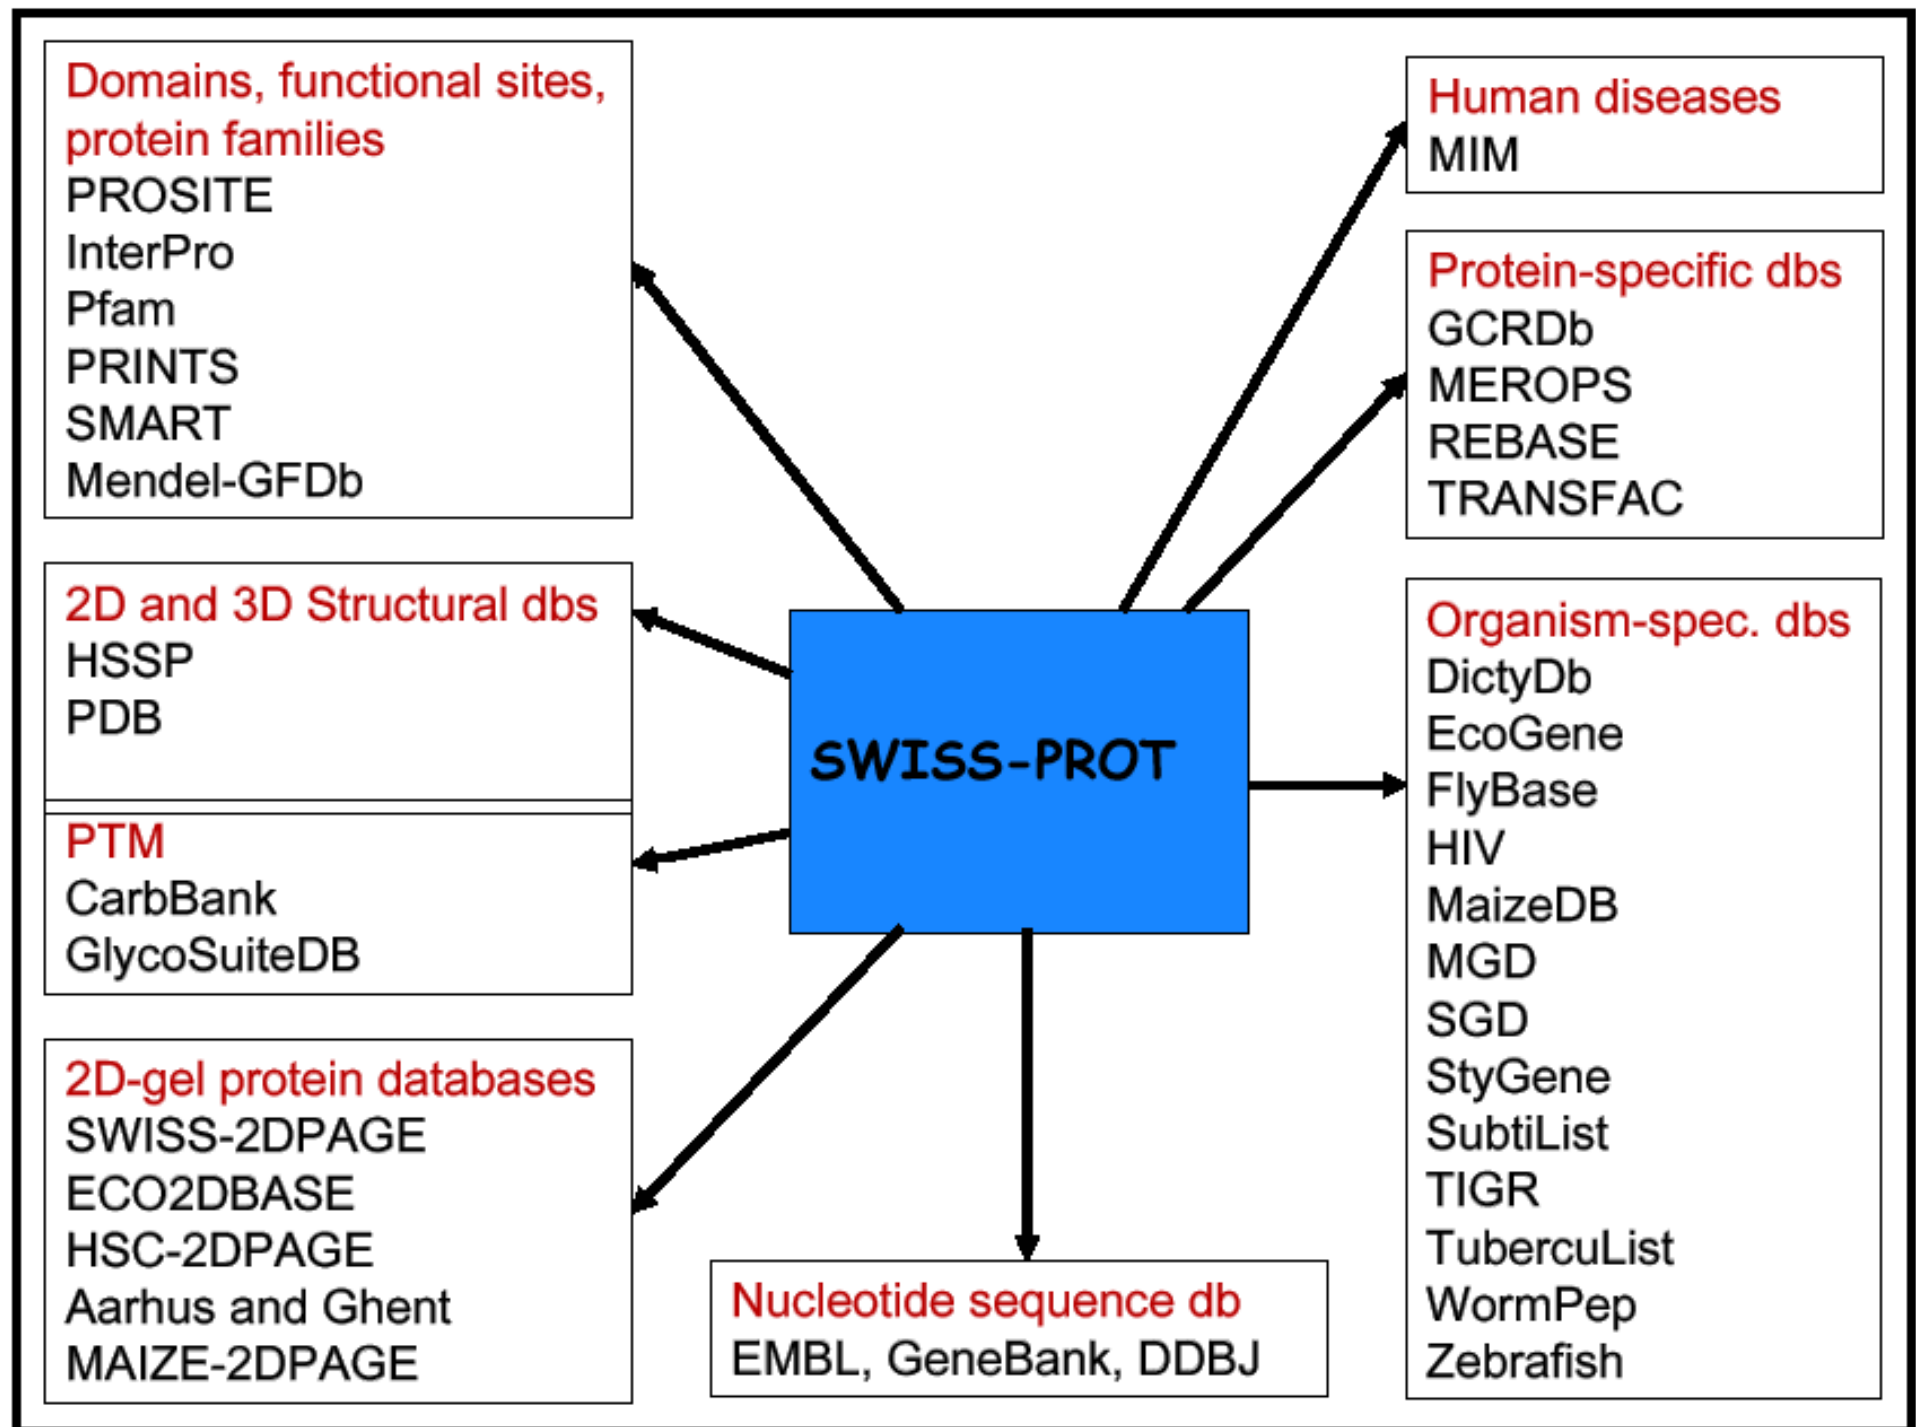 Domains, functional sites,
protein families
PROSITE
InterPro
Pfam
PRINTS
SMART
Mendel-GFDb
2D and 3D Structural dbs
HSSP
PDB
PTM
CarbBank
GlycoSuiteDB
2D-gel protein databases
SWISS-2DPAGE
ECO2DBASE
HSC-2DPAGE
Aarhus and Ghent
MAIZE-2DPAGE
SWISS-PROT
Nucleotide sequence db
EMBL, GeneBank, DDBJ
Human diseases
MIM
Protein-specific dbs
GCRDb
MEROPS
REBASE
TRANSFAC
Organism-spec. dbs
DictyDb
EcoGene
FlyBase
HIV
MaizeDB
MGD
SGD
StyGene
SubtiList
TIGR
TubercuList
WormPep
Zebrafish